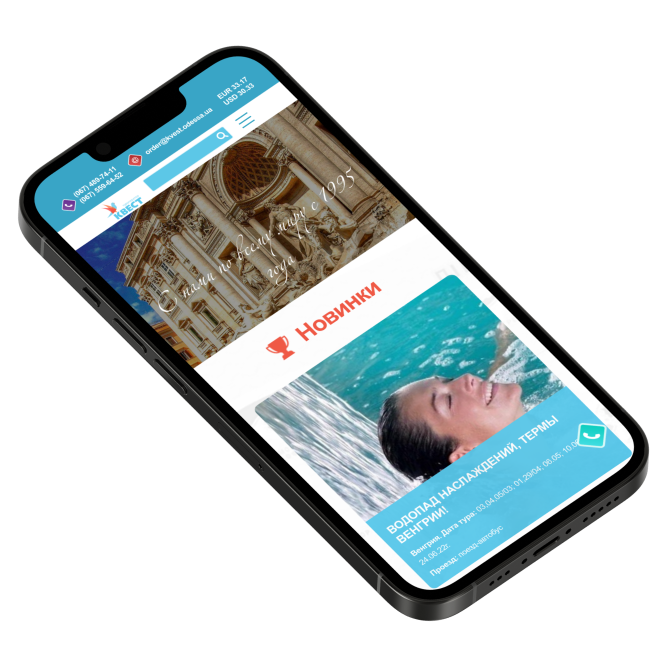 EUR 33.17
USD 30.33
order@kvest.odessa.ua
(067) 489-74-11
(067) 559-54-52
КВЕСТ
С нами по всему миру с 1995
года
Новинки
ВОДОПАД НАСЛАЖДЕНИЙ, ТЕРМЫ
ВЕНГРИИ!
Венгрия. Дата тура: 03,04,05/03; 01,29/04; 06.05; 10.06
24.06.22г.
Проезд: поезд-автобус